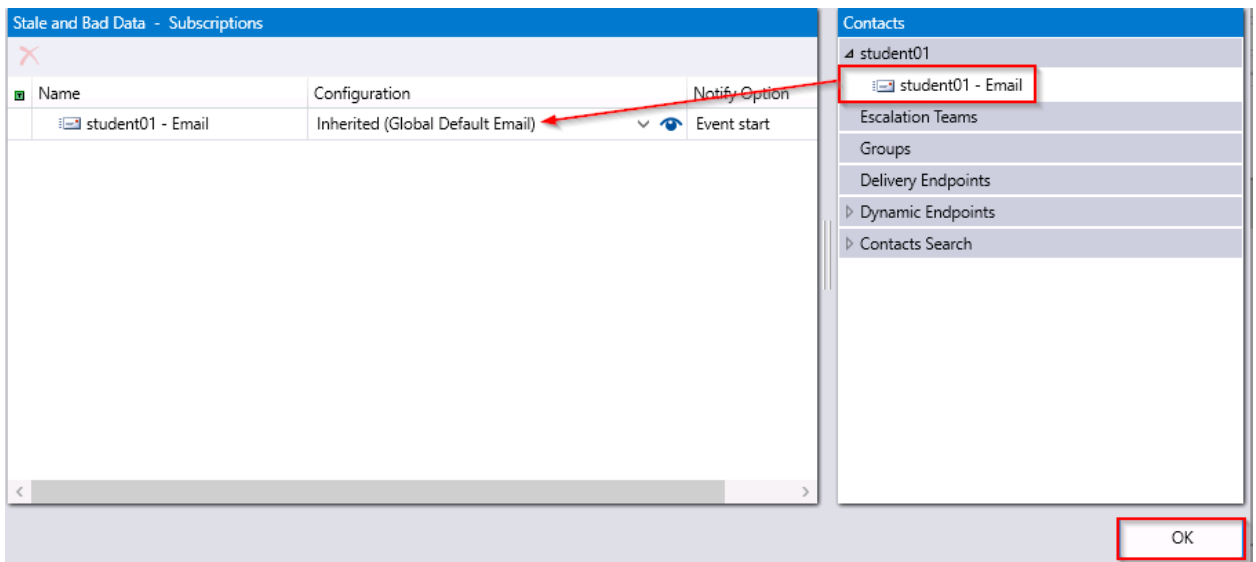 Stale and Bad Data - Subscriptions
Name Configuration Notify Option
student01 - Email Inherited (Global Default Email) Event start
Contacts
student01
student01 - Email
Escalation Teams
Groups
Delivery Endpoints
Dynamic Endpoints
Contacts Search
OK